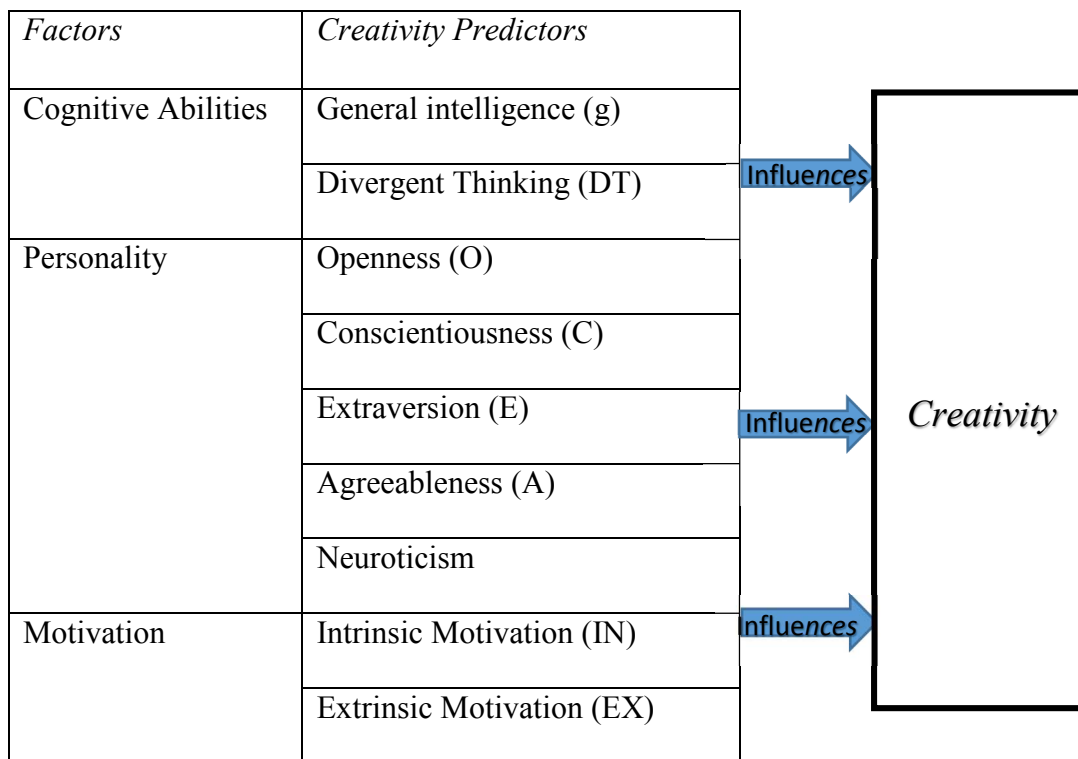 Factors
Creativity Predictors
Cognitive Abilities
General intelligence (g)
Divergent Thinking (DT)
Influences
Personality
Openness (O)
Conscientiousness (C)
Extraversion (E)
Influences
Agreeableness (A)
Neuroticism
Motivation
Intrinsic Motivation (IN)
Influences
Extrinsic Motivation (EX)
Creativity